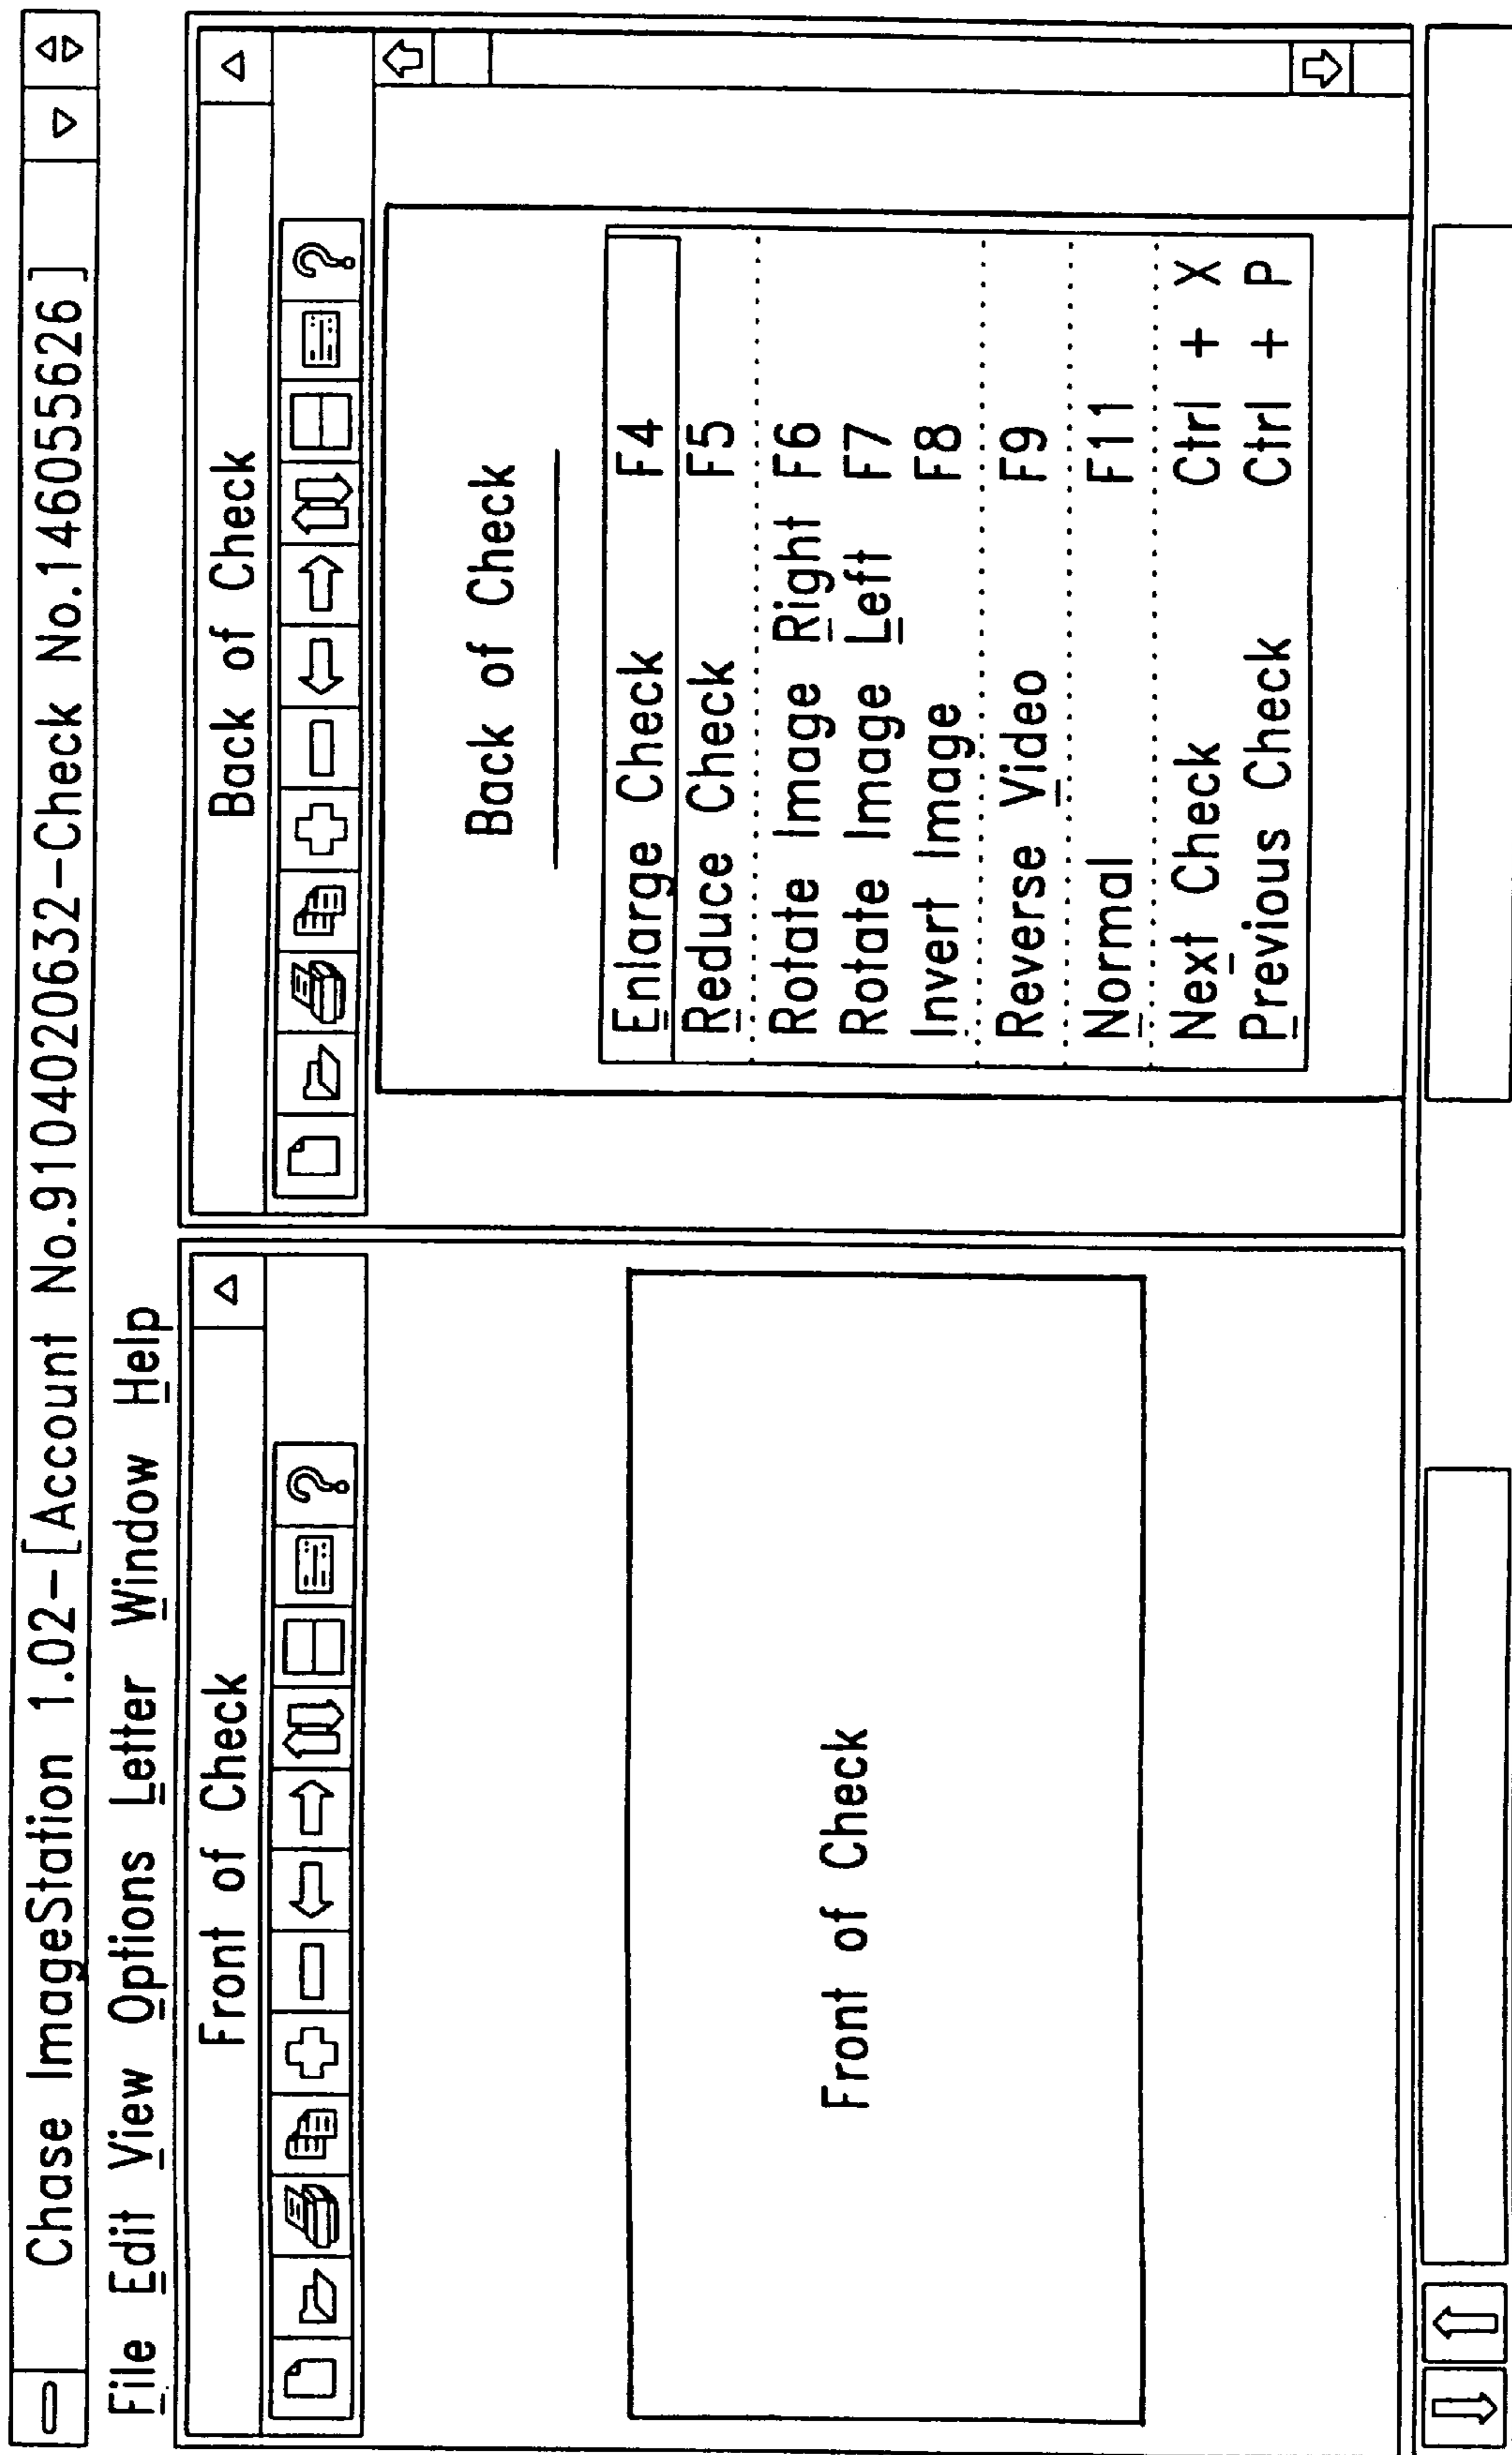 Chase ImageStation 1.02-[Account No.9104020632-Check No.146055626]
File Edit View Options Letter Window Help
Front of Check
?
Front of Check
Back of Check
?
Back of Check
Enlarge Check F4
Reduce Check F5
Rotate Image Right F6
Rotate Image Left F7
Invert Image F8
Reverse Video F9
Normal F11
Next Check Ctrl + X
Previous Check Ctrl + P